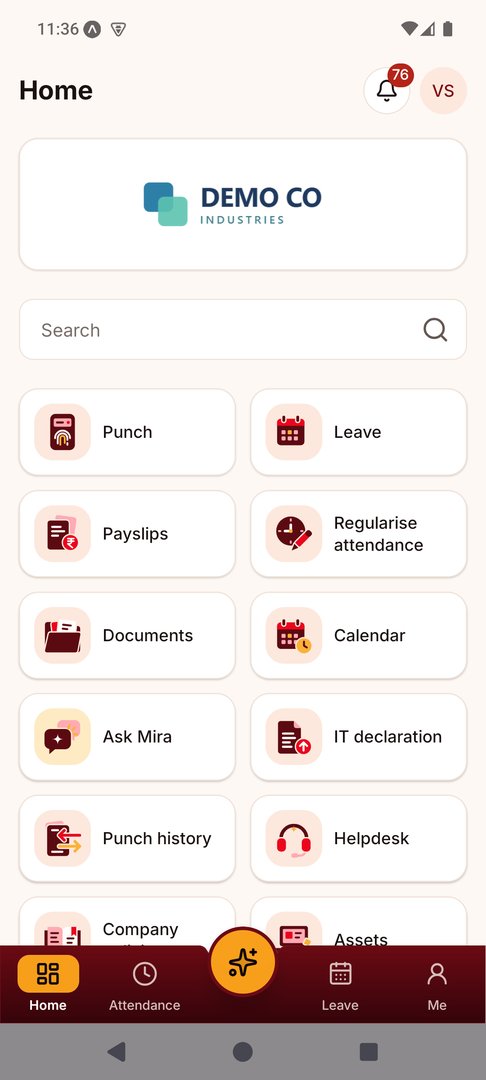 11:36
Home
76
VS
DEMO CO
INDUSTRIES
Search
Punch
Leave
Payslips
Regularise
attendance
Documents
Calendar
Ask Mira
IT declaration
Punch history
Helpdesk
Company
Assets
Home
Attendance
Leave
Me